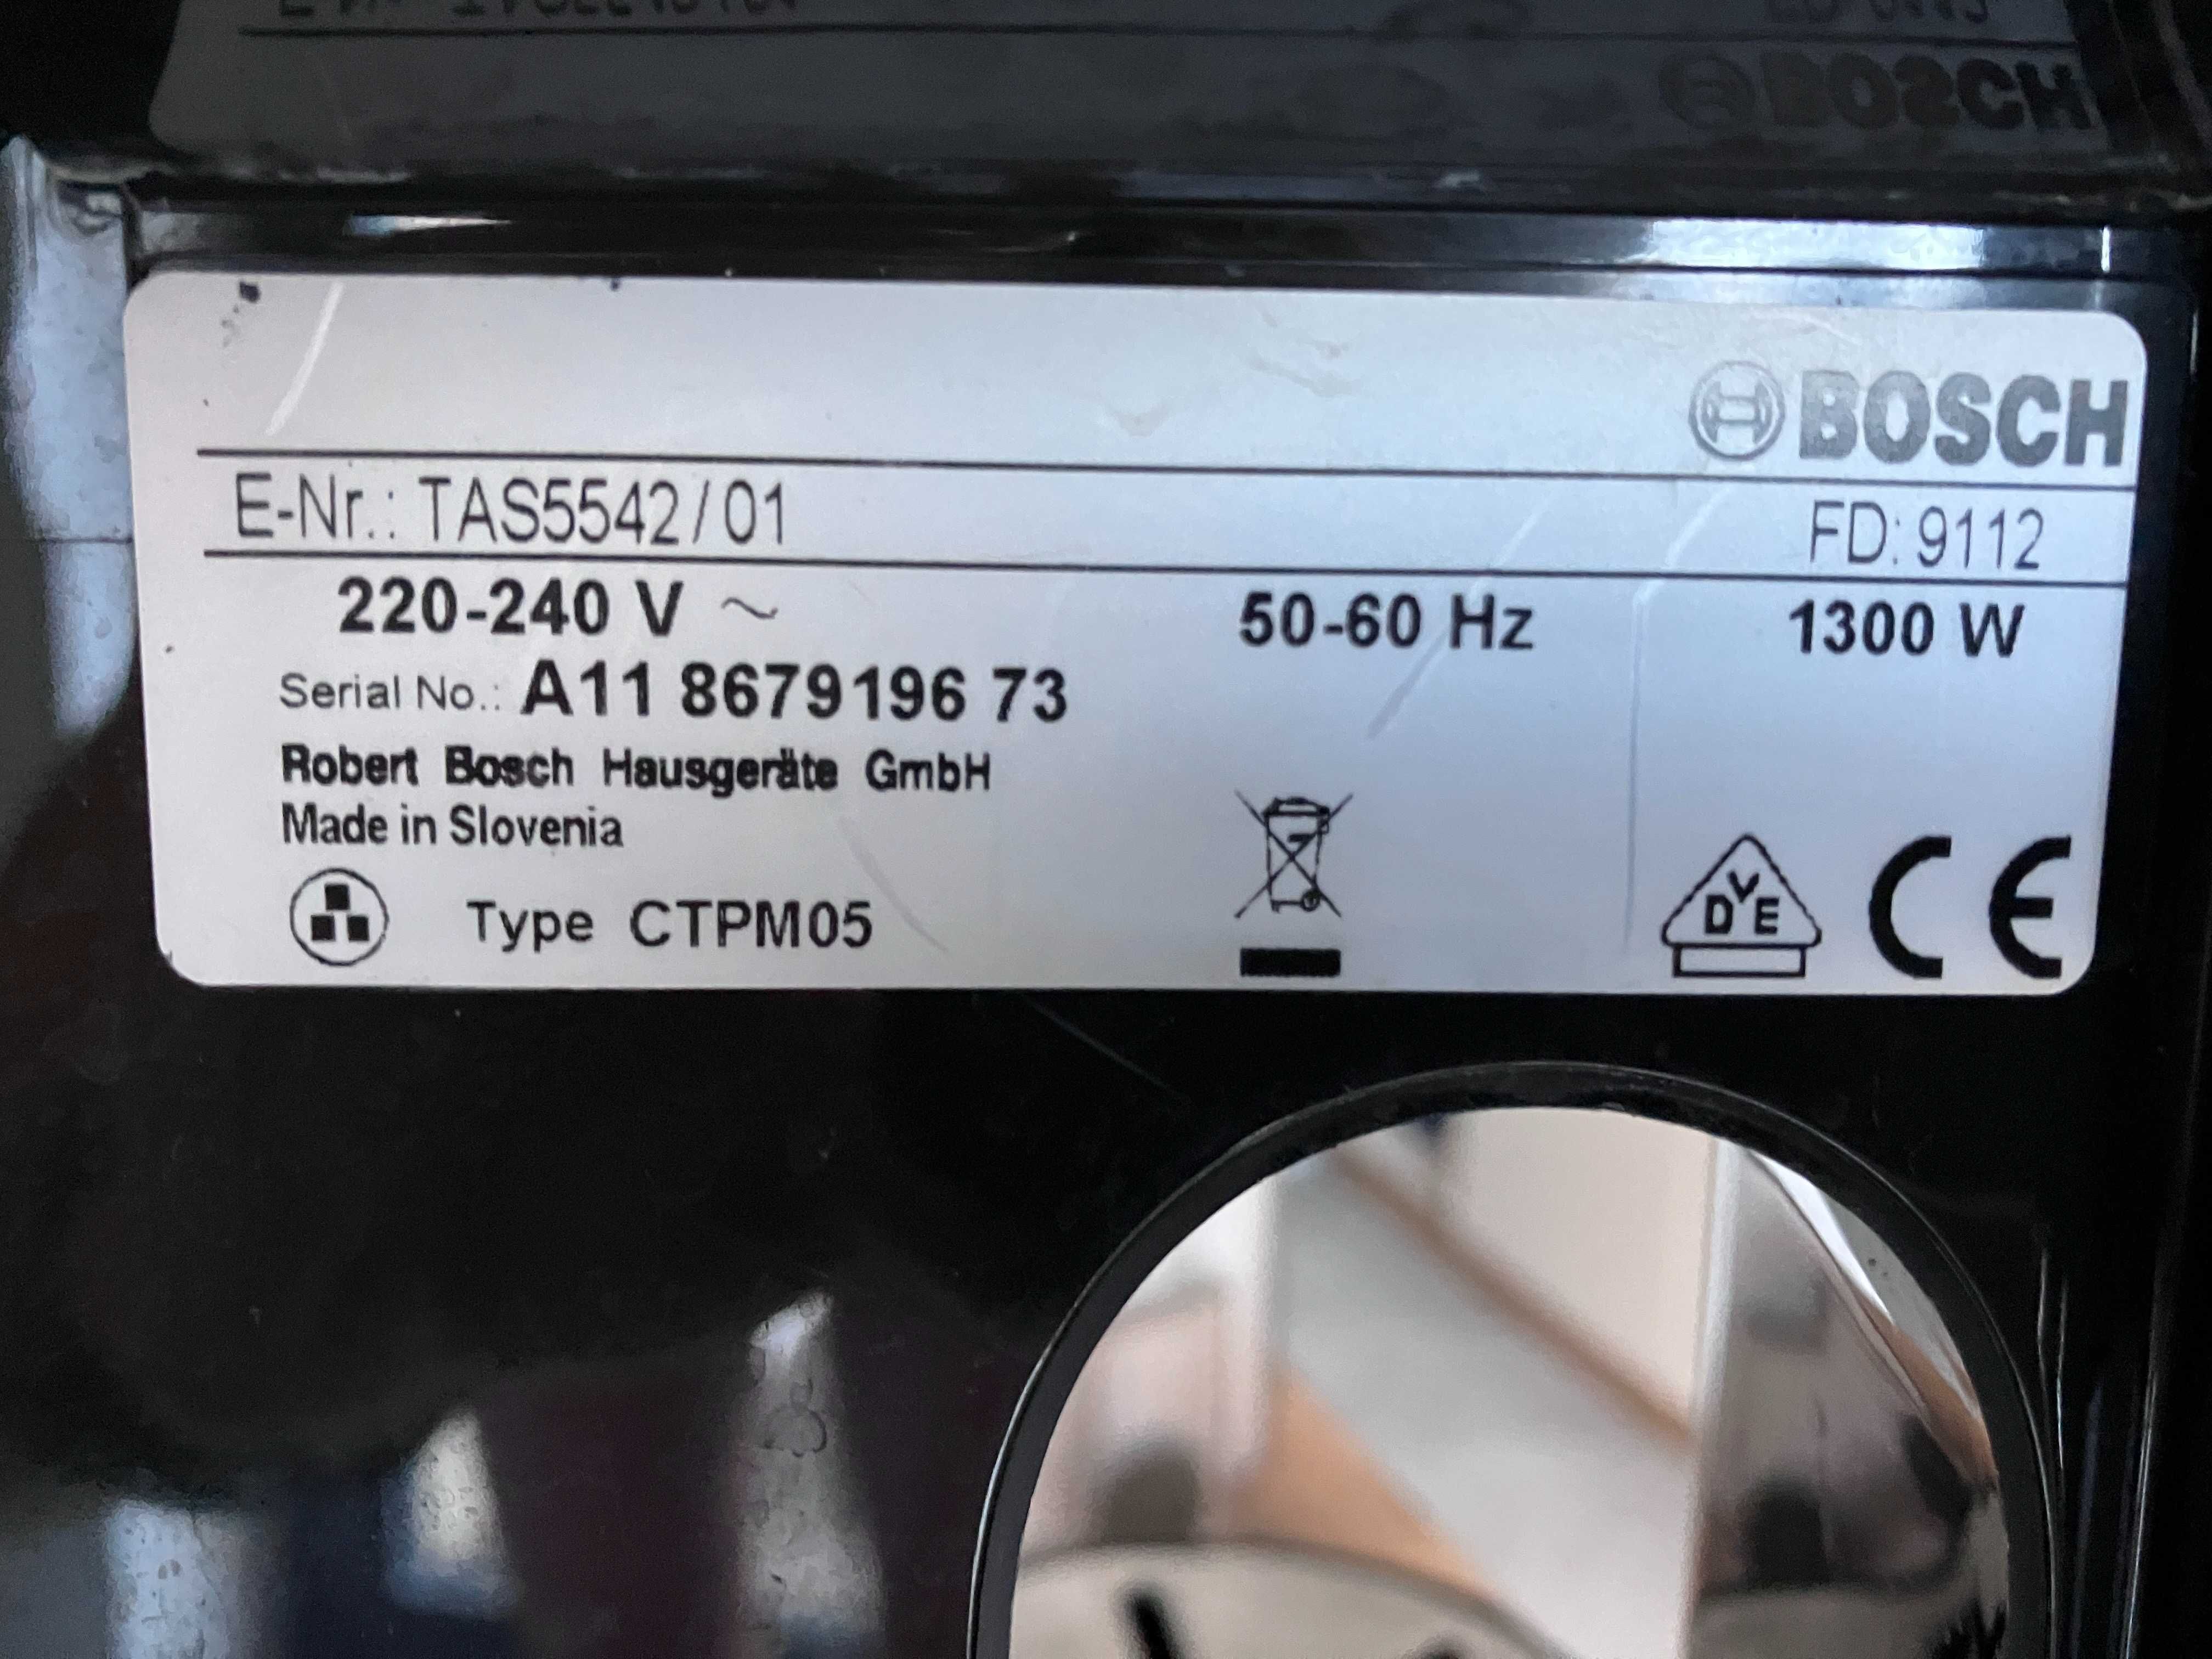 BOSCH
E-Nr.: TAS5542/01 FD: 9112
220-240 V ~ 50-60 Hz 1300 W
Serial No.: A11 8679196 73
Robert Bosch Hausgeräte GmbH
Made in Slovenia
Type CTPM05
DVE
CE